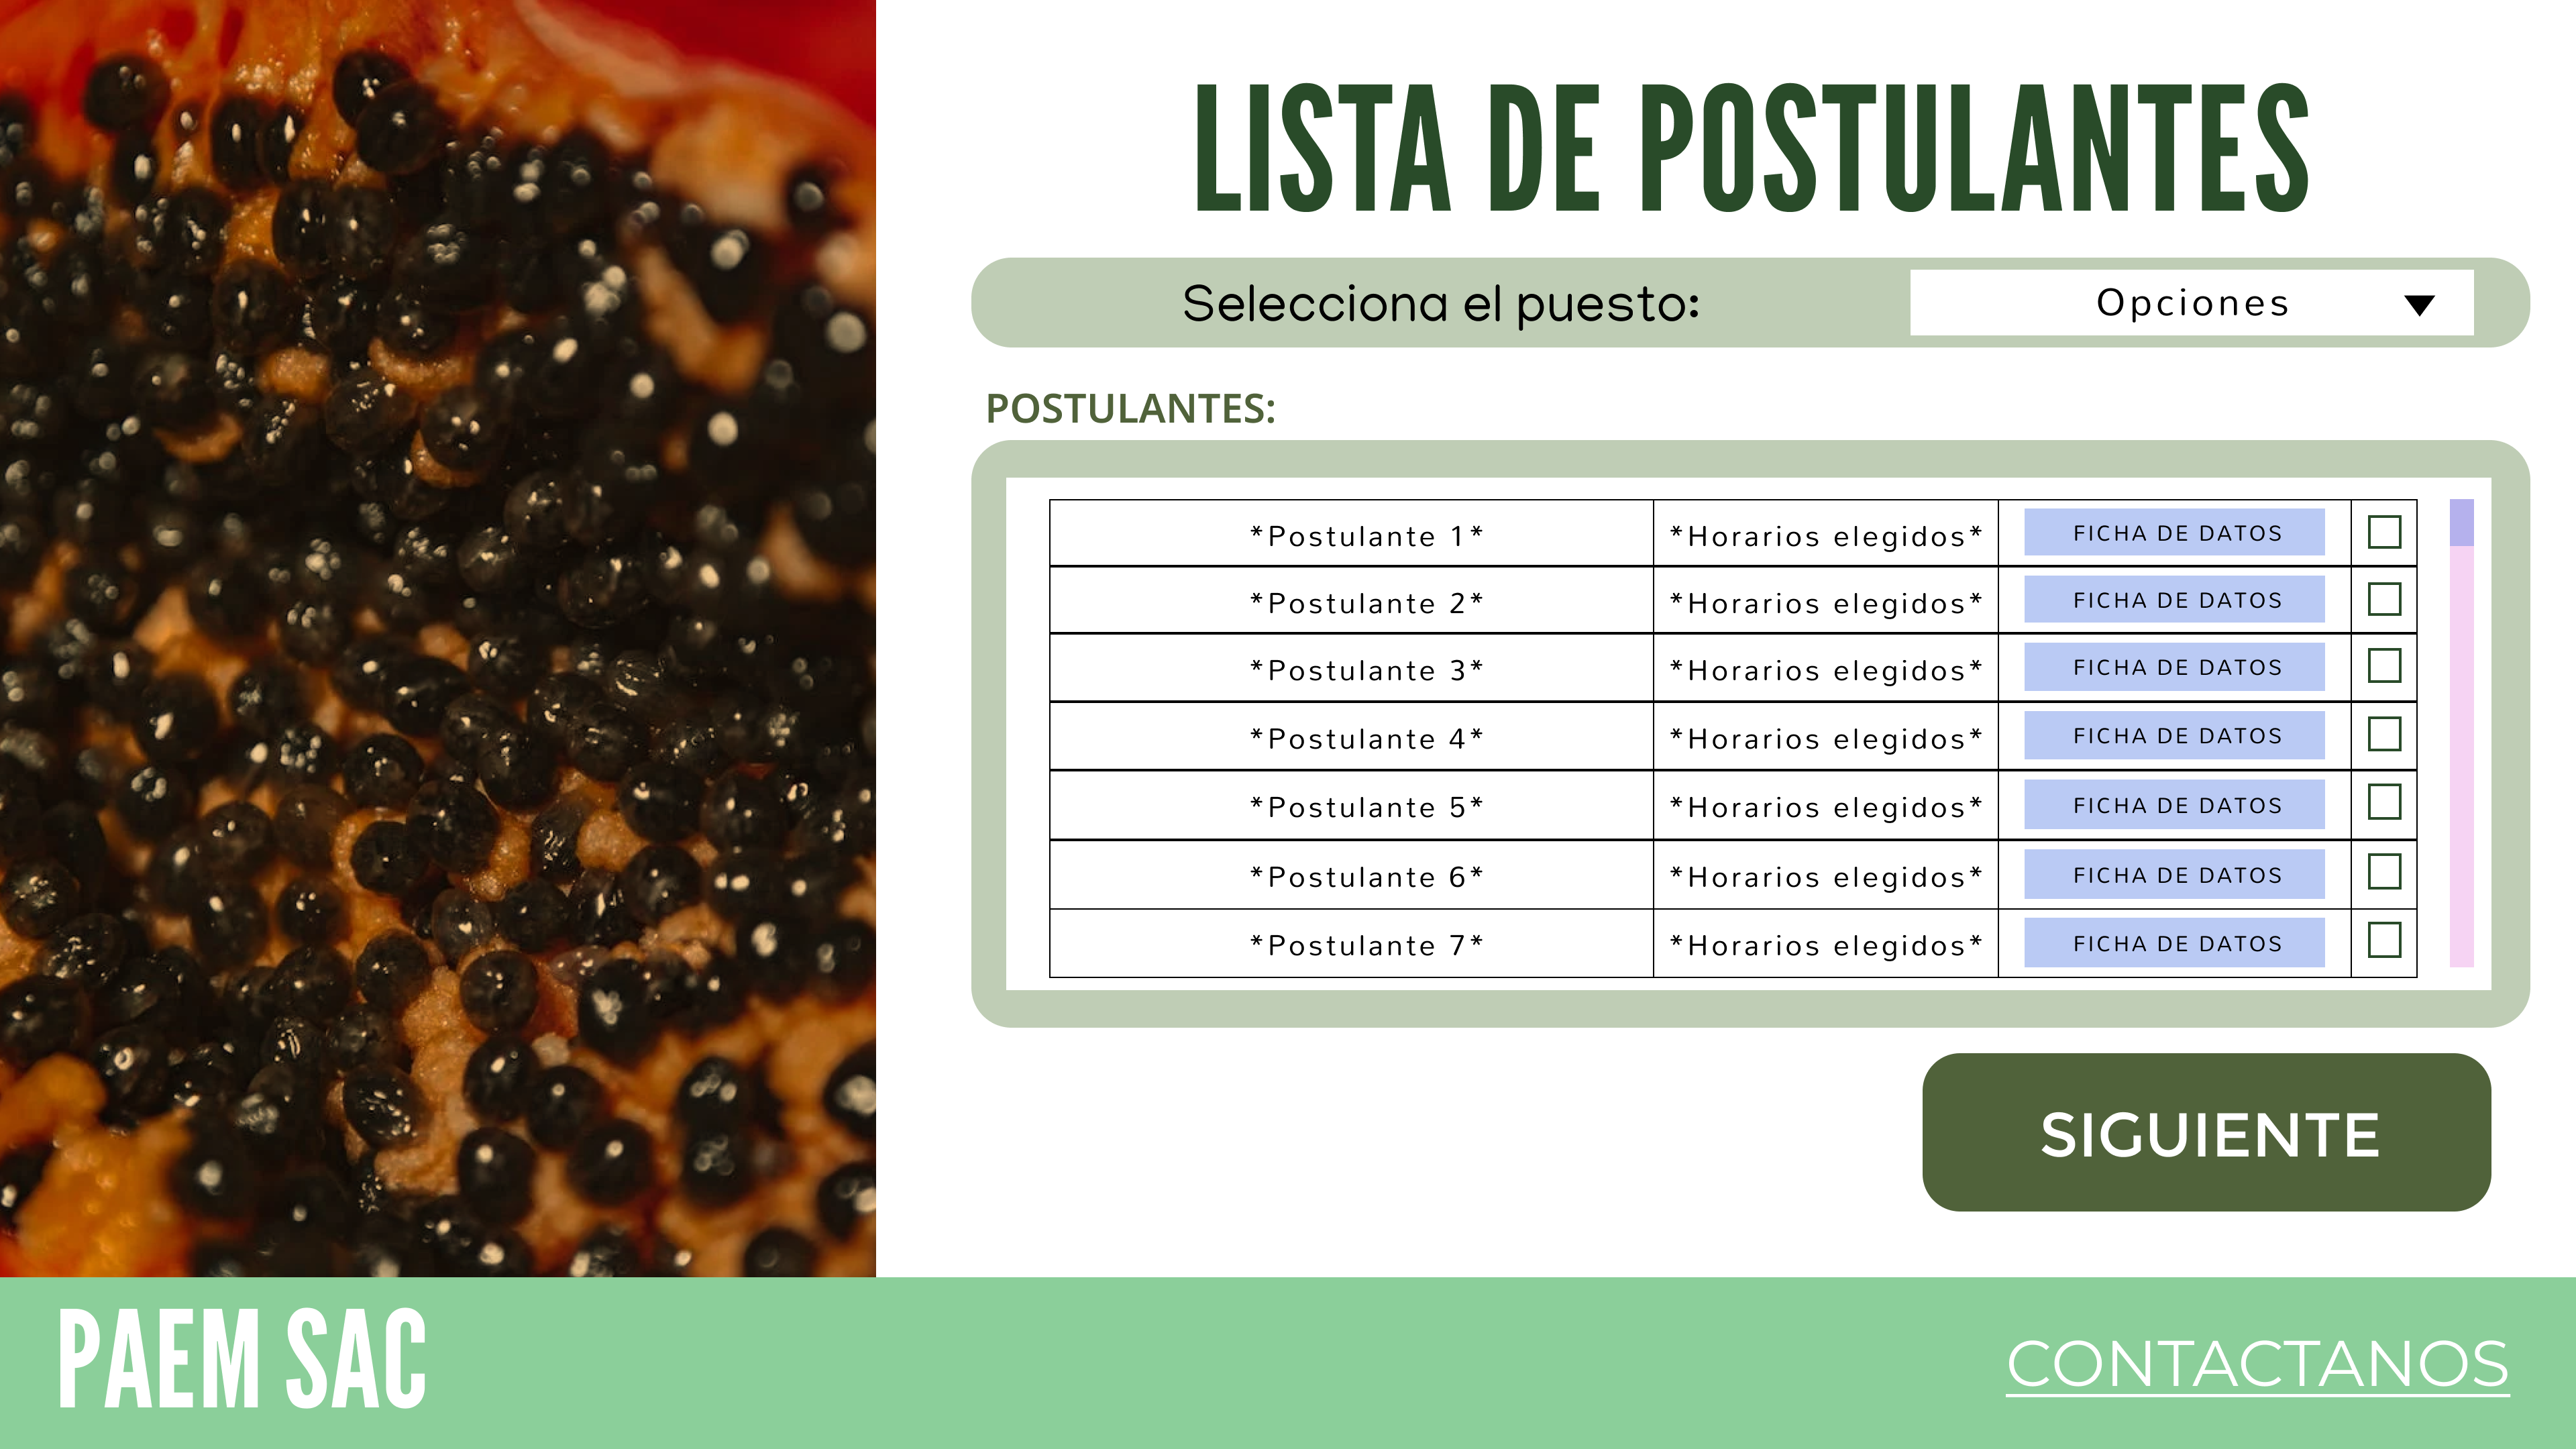 LISTA DE POSTULANTES
Selecciona el puesto: Opciones
POSTULANTES:
*Postulante 1* *Horarios elegidos* FICHA DE DATOS
*Postulante 2* *Horarios elegidos* FICHA DE DATOS
*Postulante 3* *Horarios elegidos* FICHA DE DATOS
*Postulante 4* *Horarios elegidos* FICHA DE DATOS
*Postulante 5* *Horarios elegidos* FICHA DE DATOS
*Postulante 6* *Horarios elegidos* FICHA DE DATOS
*Postulante 7* *Horarios elegidos* FICHA DE DATOS
SIGUIENTE
PAEM SAC
CONTACTANOS